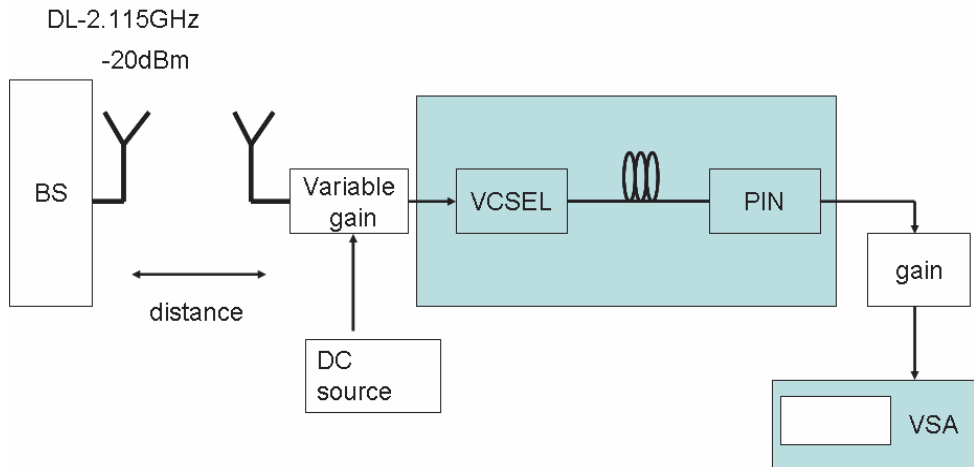 DL-2.115GHz
-20dBm
BS
Variable
gain
VCSEL
PIN
gain
distance
DC
source
VSA